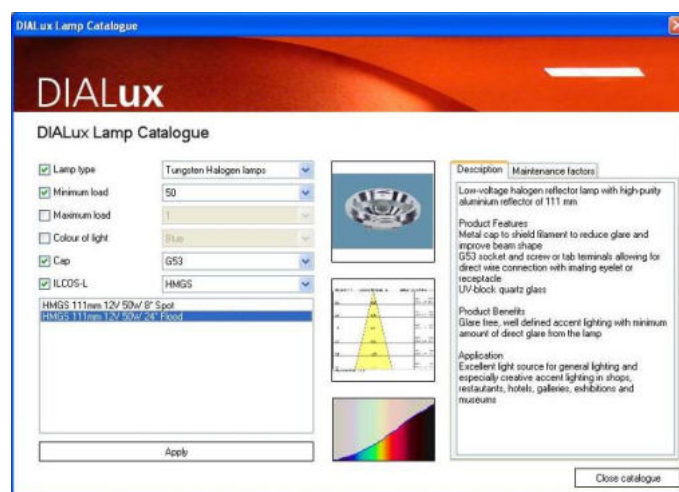 DIALux Lamp Catalogue
DIALux
DIALux Lamp Catalogue
Lamp type
Tungsten Halogen lamps
Minimum load
50
Maximum load
1
Colour of light
Blue
Cap
G53
ILCOS-L
HMGS
HMGS 111mm 12V 50W 8° Spot
HMGS 111mm 12V 50W 24° Flood
Apply
Description
Maintenance factors
Low-voltage halogen reflector lamp with high-purity
aluminium reflector of 111 mm
Product Features
Metal cap to shield filament to reduce glare and
improve beam shape
G53 socket and screw or tab terminals allowing for
direct wire connection with mating eyelet or
receptacle
UV-block quartz glass
Product Benefits
Glare free, well defined accent lighting with minimum
amount of direct glare from the lamp
Application
Excellent light source for general lighting and
especially creative accent lighting in shops,
restautants, hotels, galleries, exhibitions and
museums
Close catalogue